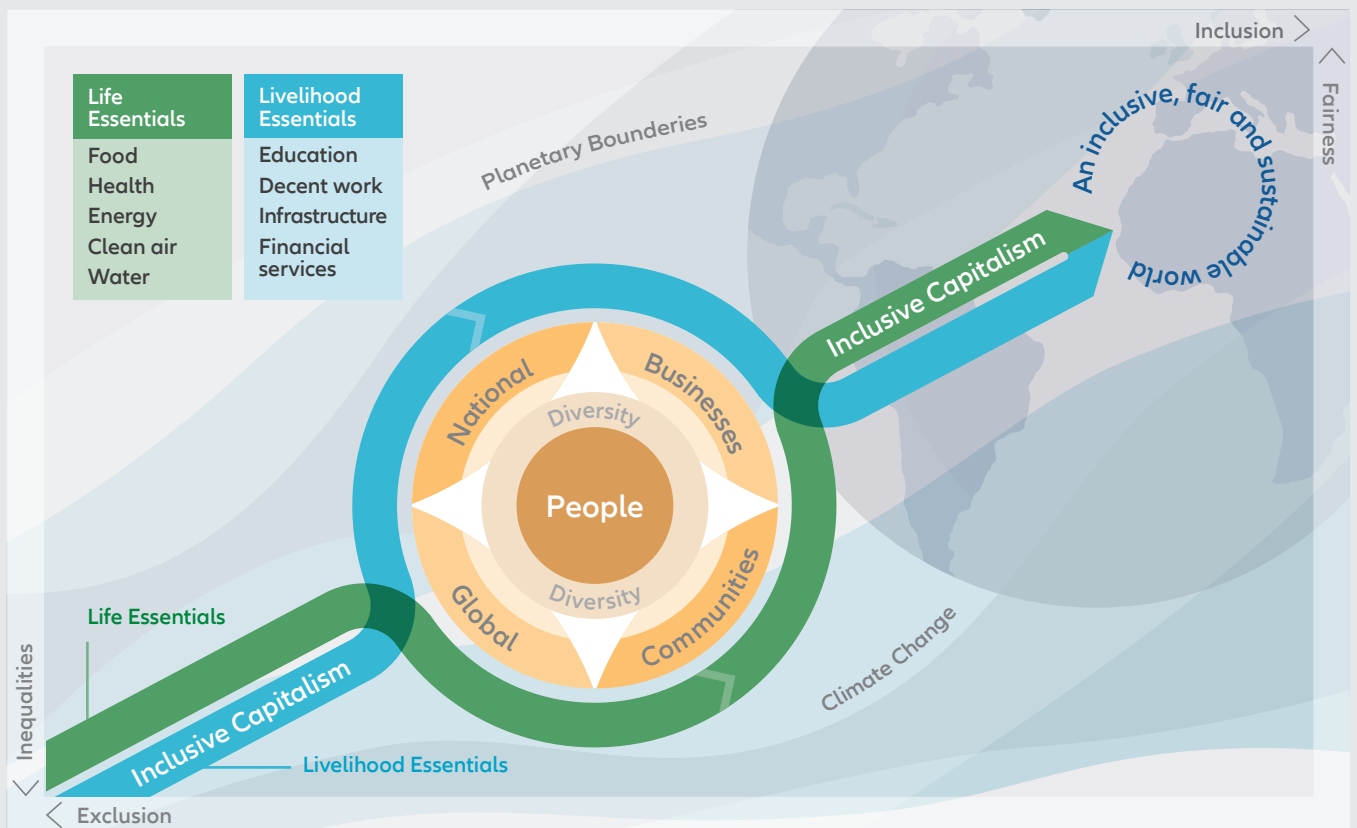 Inclusion
Fairness
Life
Essentials
Food
Health
Energy
Clean air
Water
Livelihood
Essentials
Education
Decent work
Infrastructure
Financial
services
Planetary Bounderies
An inclusive, fair and sustainable world
Inclusive Capitalism
National
Businesses
Diversity
People
Diversity
Global
Communities
Climate Change
Life Essentials
Inclusive Capitalism
Livelihood Essentials
Inequalities
Exclusion